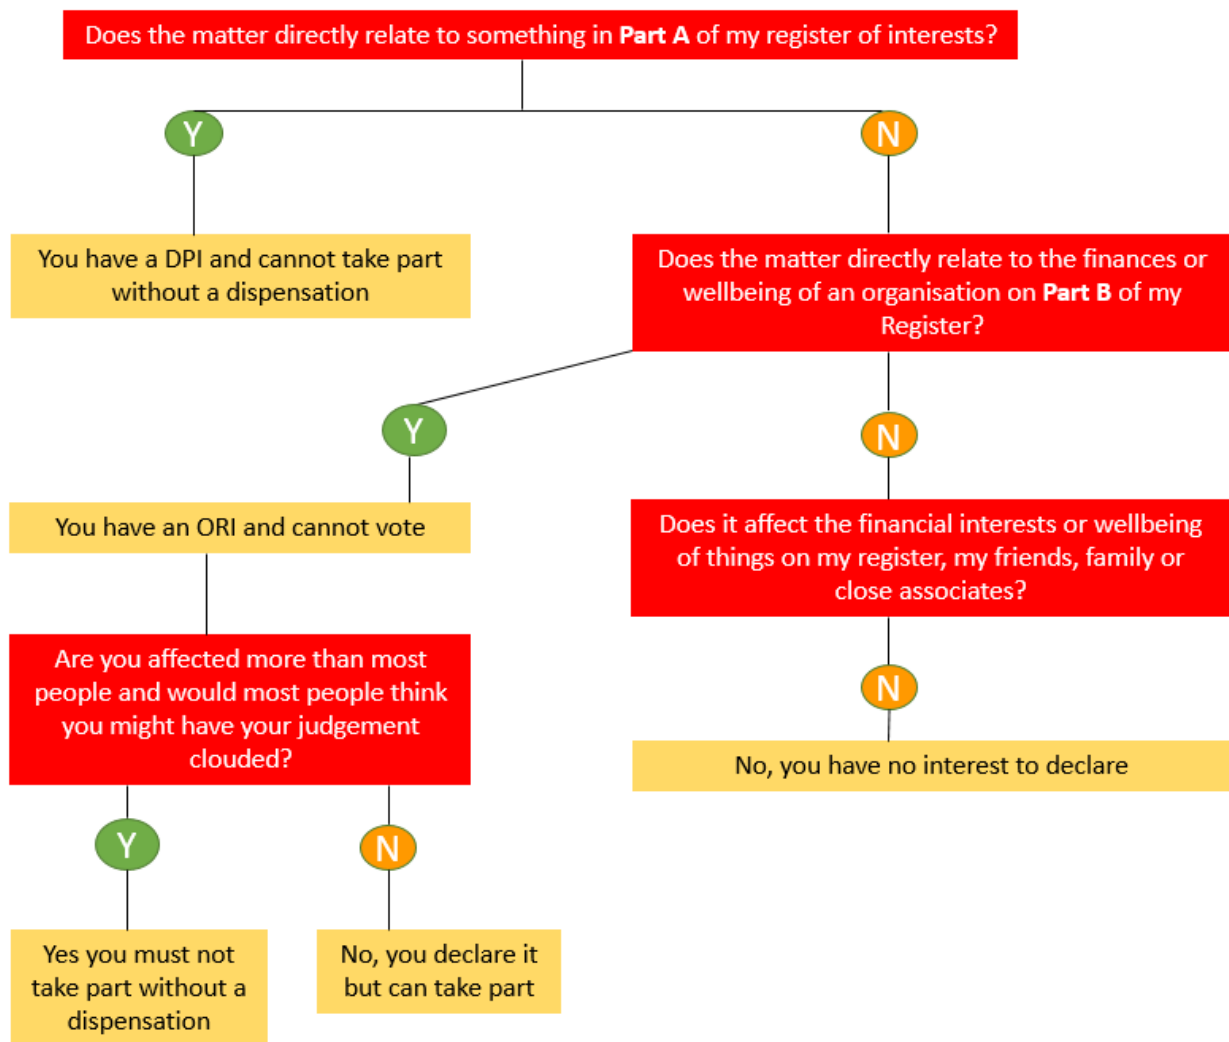 Does the matter directly relate to something in Part A of my register of interests?
Y
N
You have a DPI and cannot take part
without a dispensation
Does the matter directly relate to the finances or
wellbeing of an organisation on Part B of my
Register?
Y
N
You have an ORI and cannot vote
Does it affect the financial interests or wellbeing
of things on my register, my friends, family or
close associates?
Are you affected more than most
people and would most people think
you might have your judgement
clouded?
N
No, you have no interest to declare
Y
N
Yes you must not
take part without a
dispensation
No, you declare it
but can take part